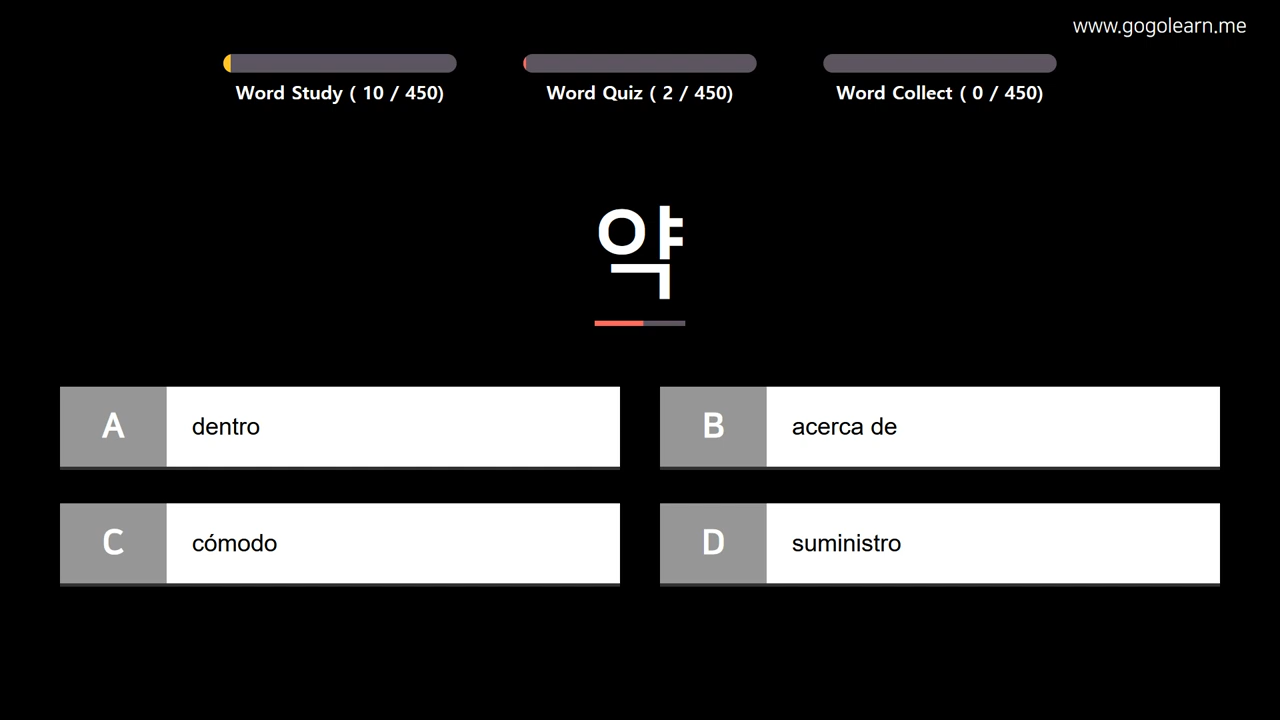 www.gogolearn.me
Word Study ( 10 / 450)
Word Quiz ( 2 / 450)
Word Collect ( 0 / 450)
약
A dentro
B acerca de
C cómodo
D suministro